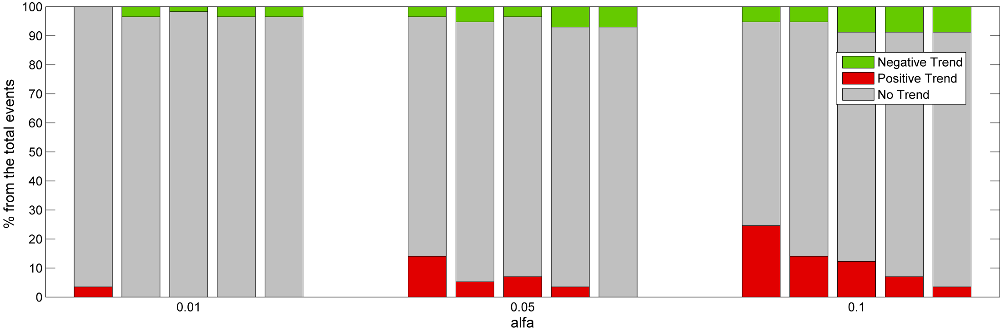 % from the total events
100
90
80
70
60
50
40
30
20
10
0
Negative Trend
Positive Trend
No Trend
0.01
0.05
0.1
alfa